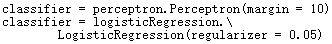 classifier = perceptron.Perceptron(margin = 10)
classifier = logisticRegression.\
LogisticRegression(regularizer = 0.05)